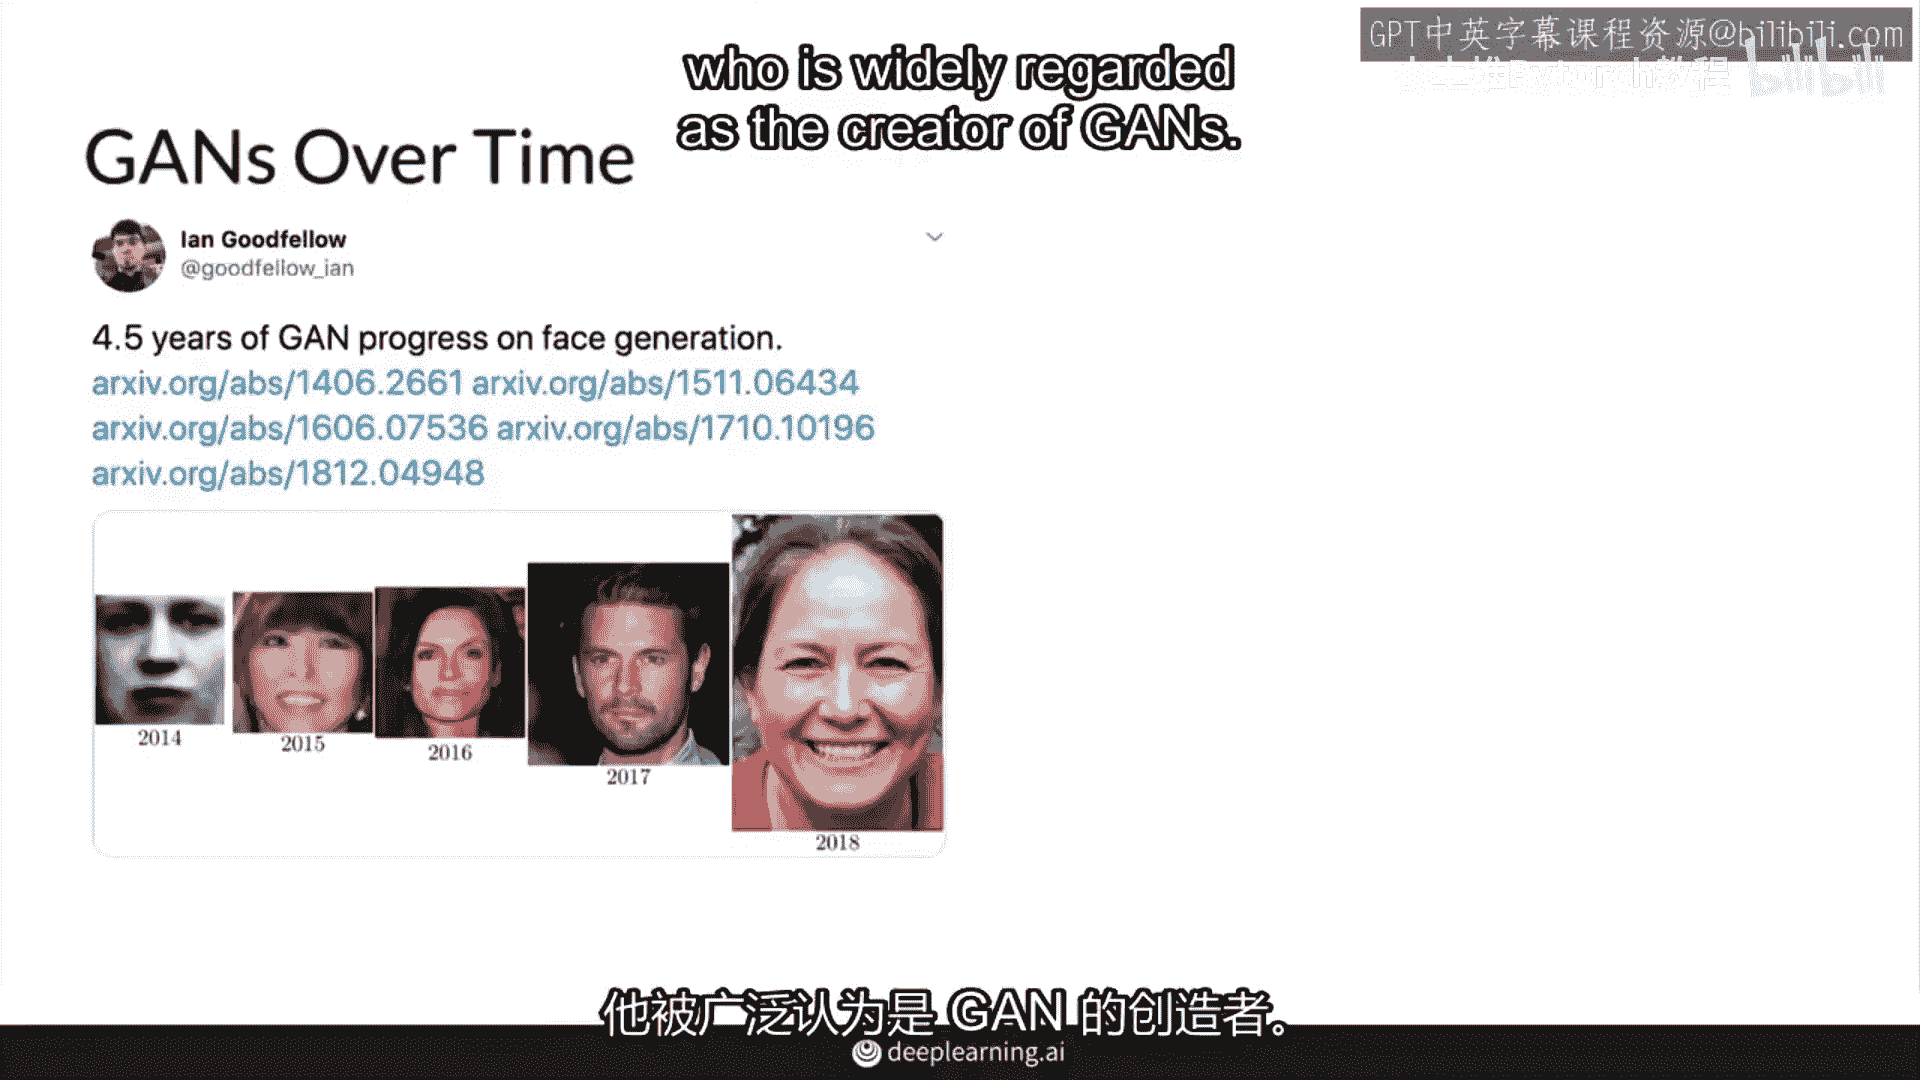 GPT中英字幕课程资源@bilibili.com
bilibili
who is widely regarded
as the creator of GANs.
GANs Over Time
Ian Goodfellow
@goodfellow_ian
4.5 years of GAN progress on face generation.
arxiv.org/abs/1406.2661 arxiv.org/abs/1511.06434
arxiv.org/abs/1606.07536 arxiv.org/abs/1710.10196
arxiv.org/abs/1812.04948
2014
2015
2016
2017
2018
他被广泛认为是 GAN 的创造者。
deeplearning.ai